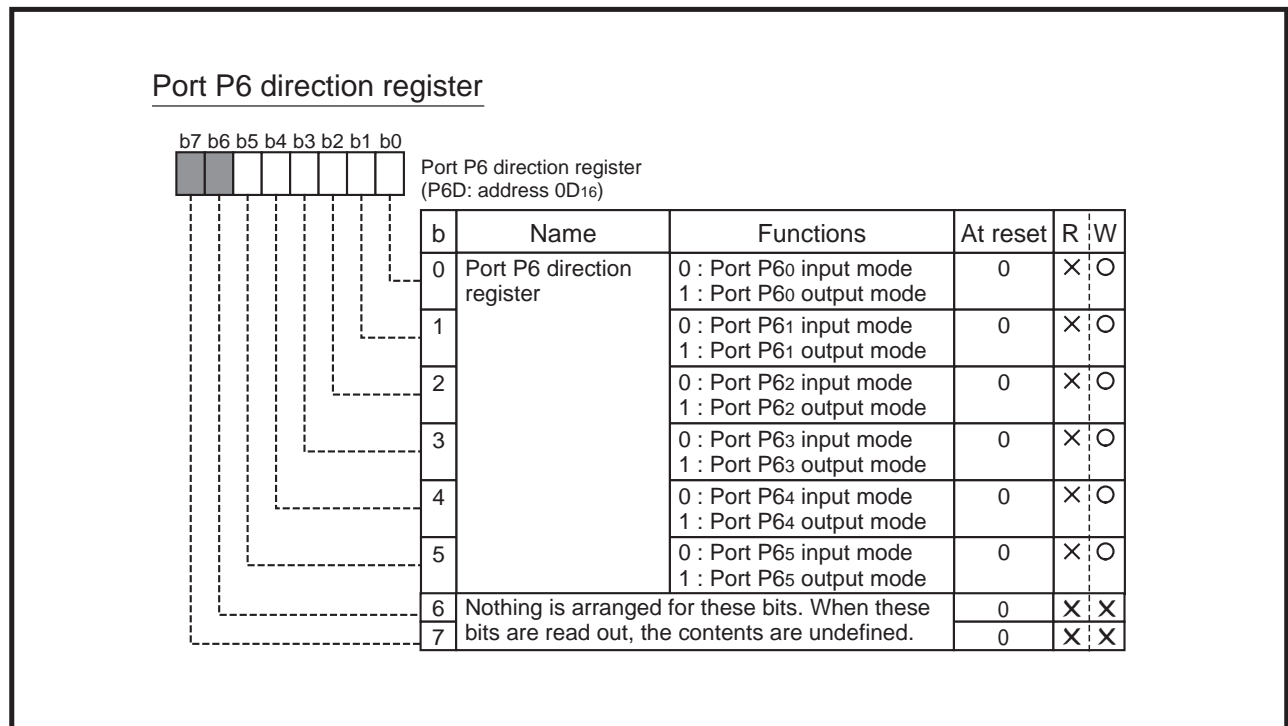 Port P6 direction register
b7 b6 b5 b4 b3 b2 b1 b0
Port P6 direction register
(P6D: address 0D16)
b Name Functions At reset R W
0 Port P6 direction register 0 : Port P60 input mode 0 × ○
1 : Port P60 output mode
1 0 : Port P61 input mode 0 × ○
1 : Port P61 output mode
2 0 : Port P62 input mode 0 × ○
1 : Port P62 output mode
3 0 : Port P63 input mode 0 × ○
1 : Port P63 output mode
4 0 : Port P64 input mode 0 × ○
1 : Port P64 output mode
5 0 : Port P65 input mode 0 × ○
1 : Port P65 output mode
6 Nothing is arranged for these bits. When these 0 × ×
7 bits are read out, the contents are undefined. 0 × ×